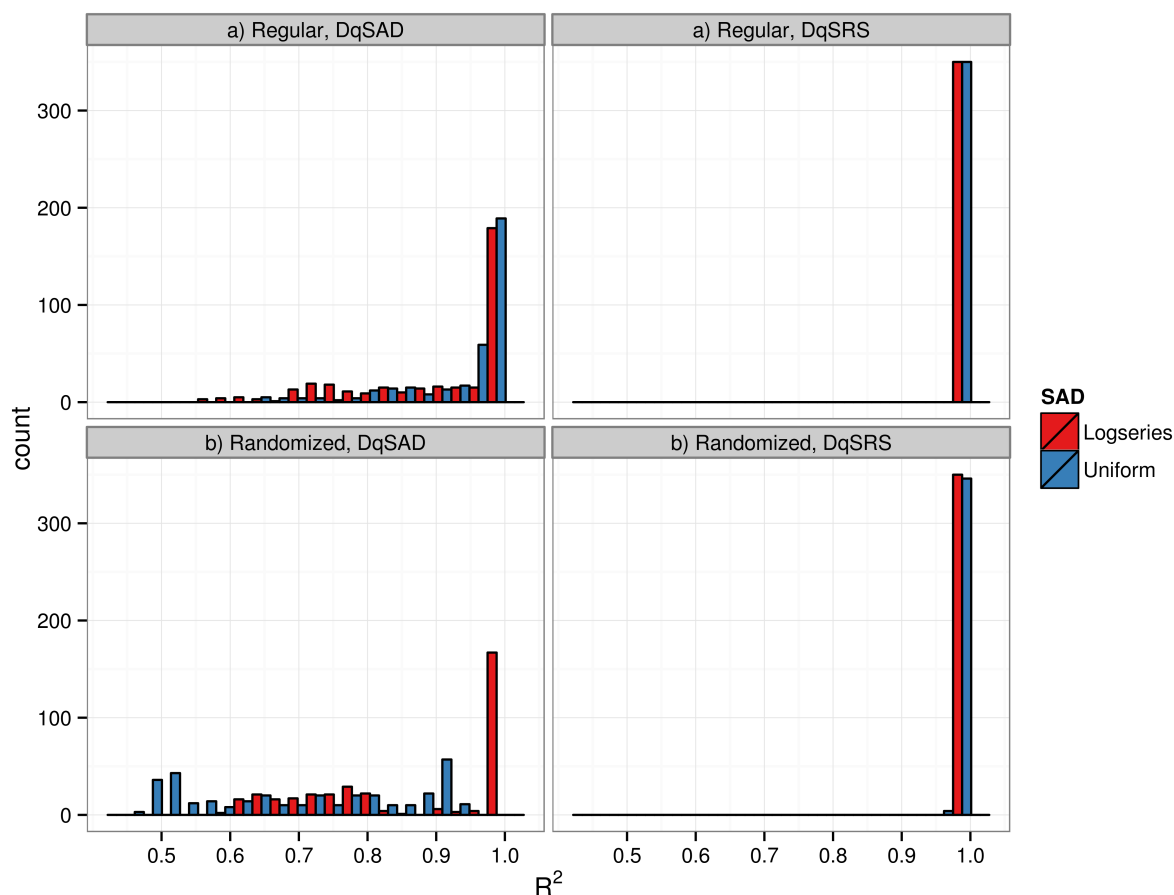 a) Regular, DqSAD
a) Regular, DqSRS
300
200
100
0
count
b) Randomized, DqSAD
b) Randomized, DqSRS
300
200
100
0
0.5 0.6 0.7 0.8 0.9 1.0
0.5 0.6 0.7 0.8 0.9 1.0
R²
SAD
Logseries
Uniform